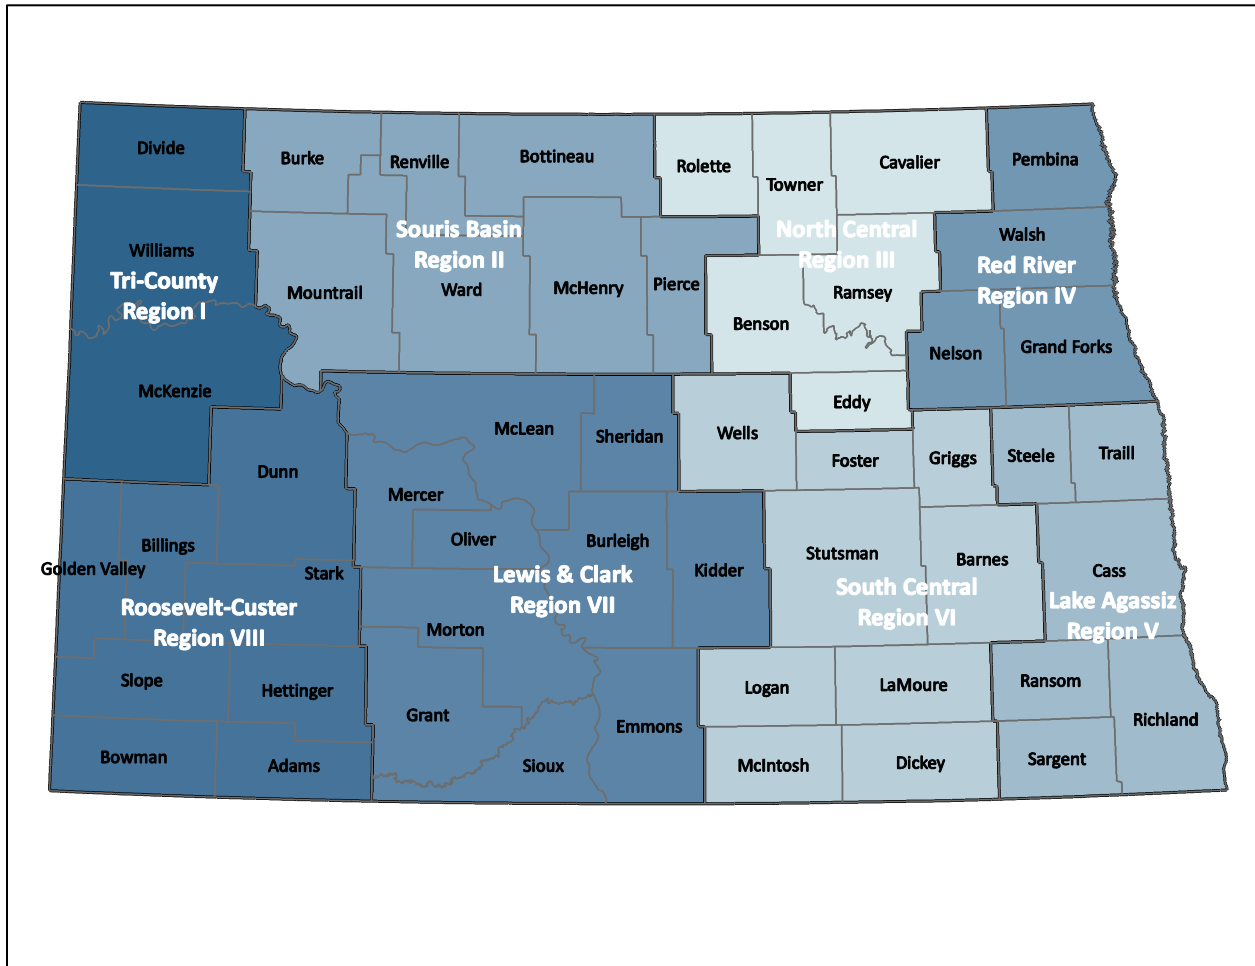 Divide
Burke
Renville
Bottineau
Rolette
Towner
Cavalier
Pembina
Williams
Tri-County
Region I
Souris Basin
Region II
North Central
Region III
Walsh
Red River
Region IV
Mountrail
Ward
McHenry
Pierce
Benson
Ramsey
Nelson
Grand Forks
McKenzie
Eddy
McLean
Sheridan
Wells
Foster
Griggs
Steele
Traill
Dunn
Mercer
Oliver
Burleigh
Kidder
Stutsman
Barnes
Cass
Golden Valley
Billings
Stark
Roosevelt-Custer
Region VIII
Lewis & Clark
Region VII
South Central
Region VI
Lake Agassiz
Region V
Morton
Slope
Hettinger
Grant
Emmons
Logan
LaMoure
Ransom
Richland
Bowman
Adams
Sioux
McIntosh
Dickey
Sargent